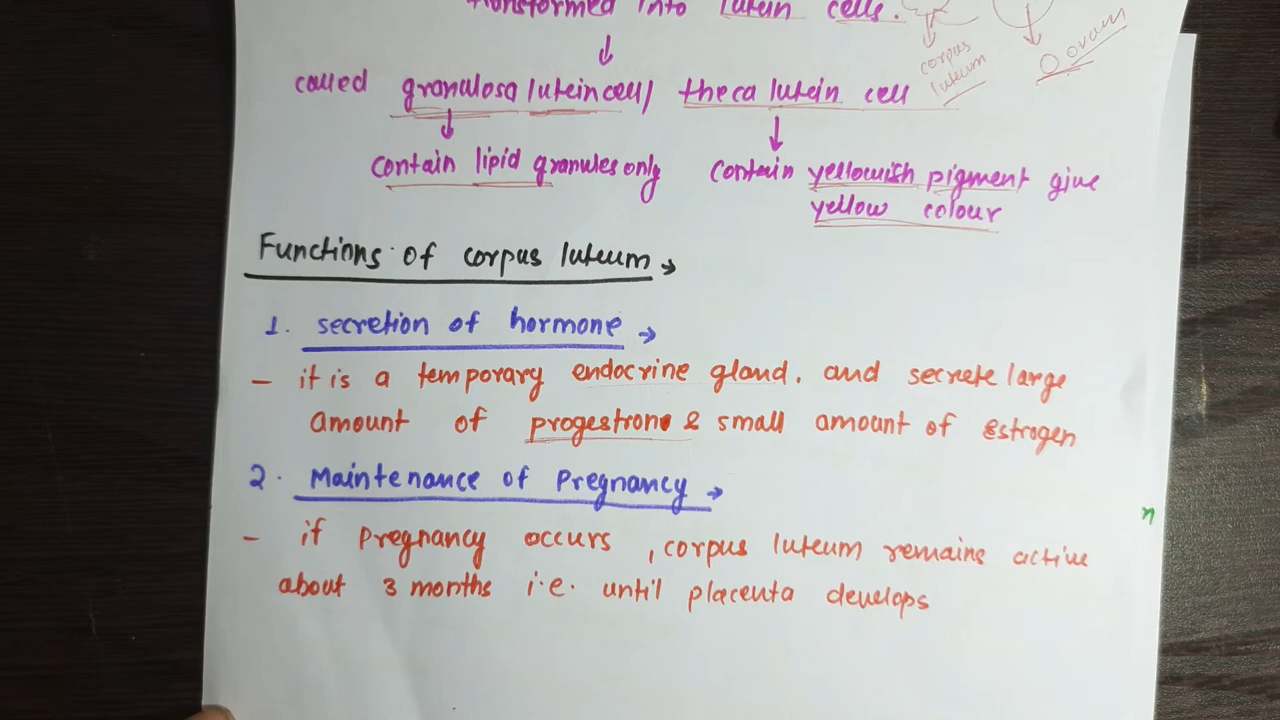 transformed into lutein cells.
corpus luteum
ovum
called granulosa lutein cell/ theca lutein cell
contain lipid granules only
contain yellowish pigment give yellow colour
Functions of corpus luteum →
1. secretion of hormone →
- it is a temporary endocrine gland. and secrete large
amount of progestrone & small amount of Estrogen
2. Maintenance of Pregnancy →
- if Pregnancy occurs, corpus luteum remains active
about 3 months i.e. until placenta develops
n